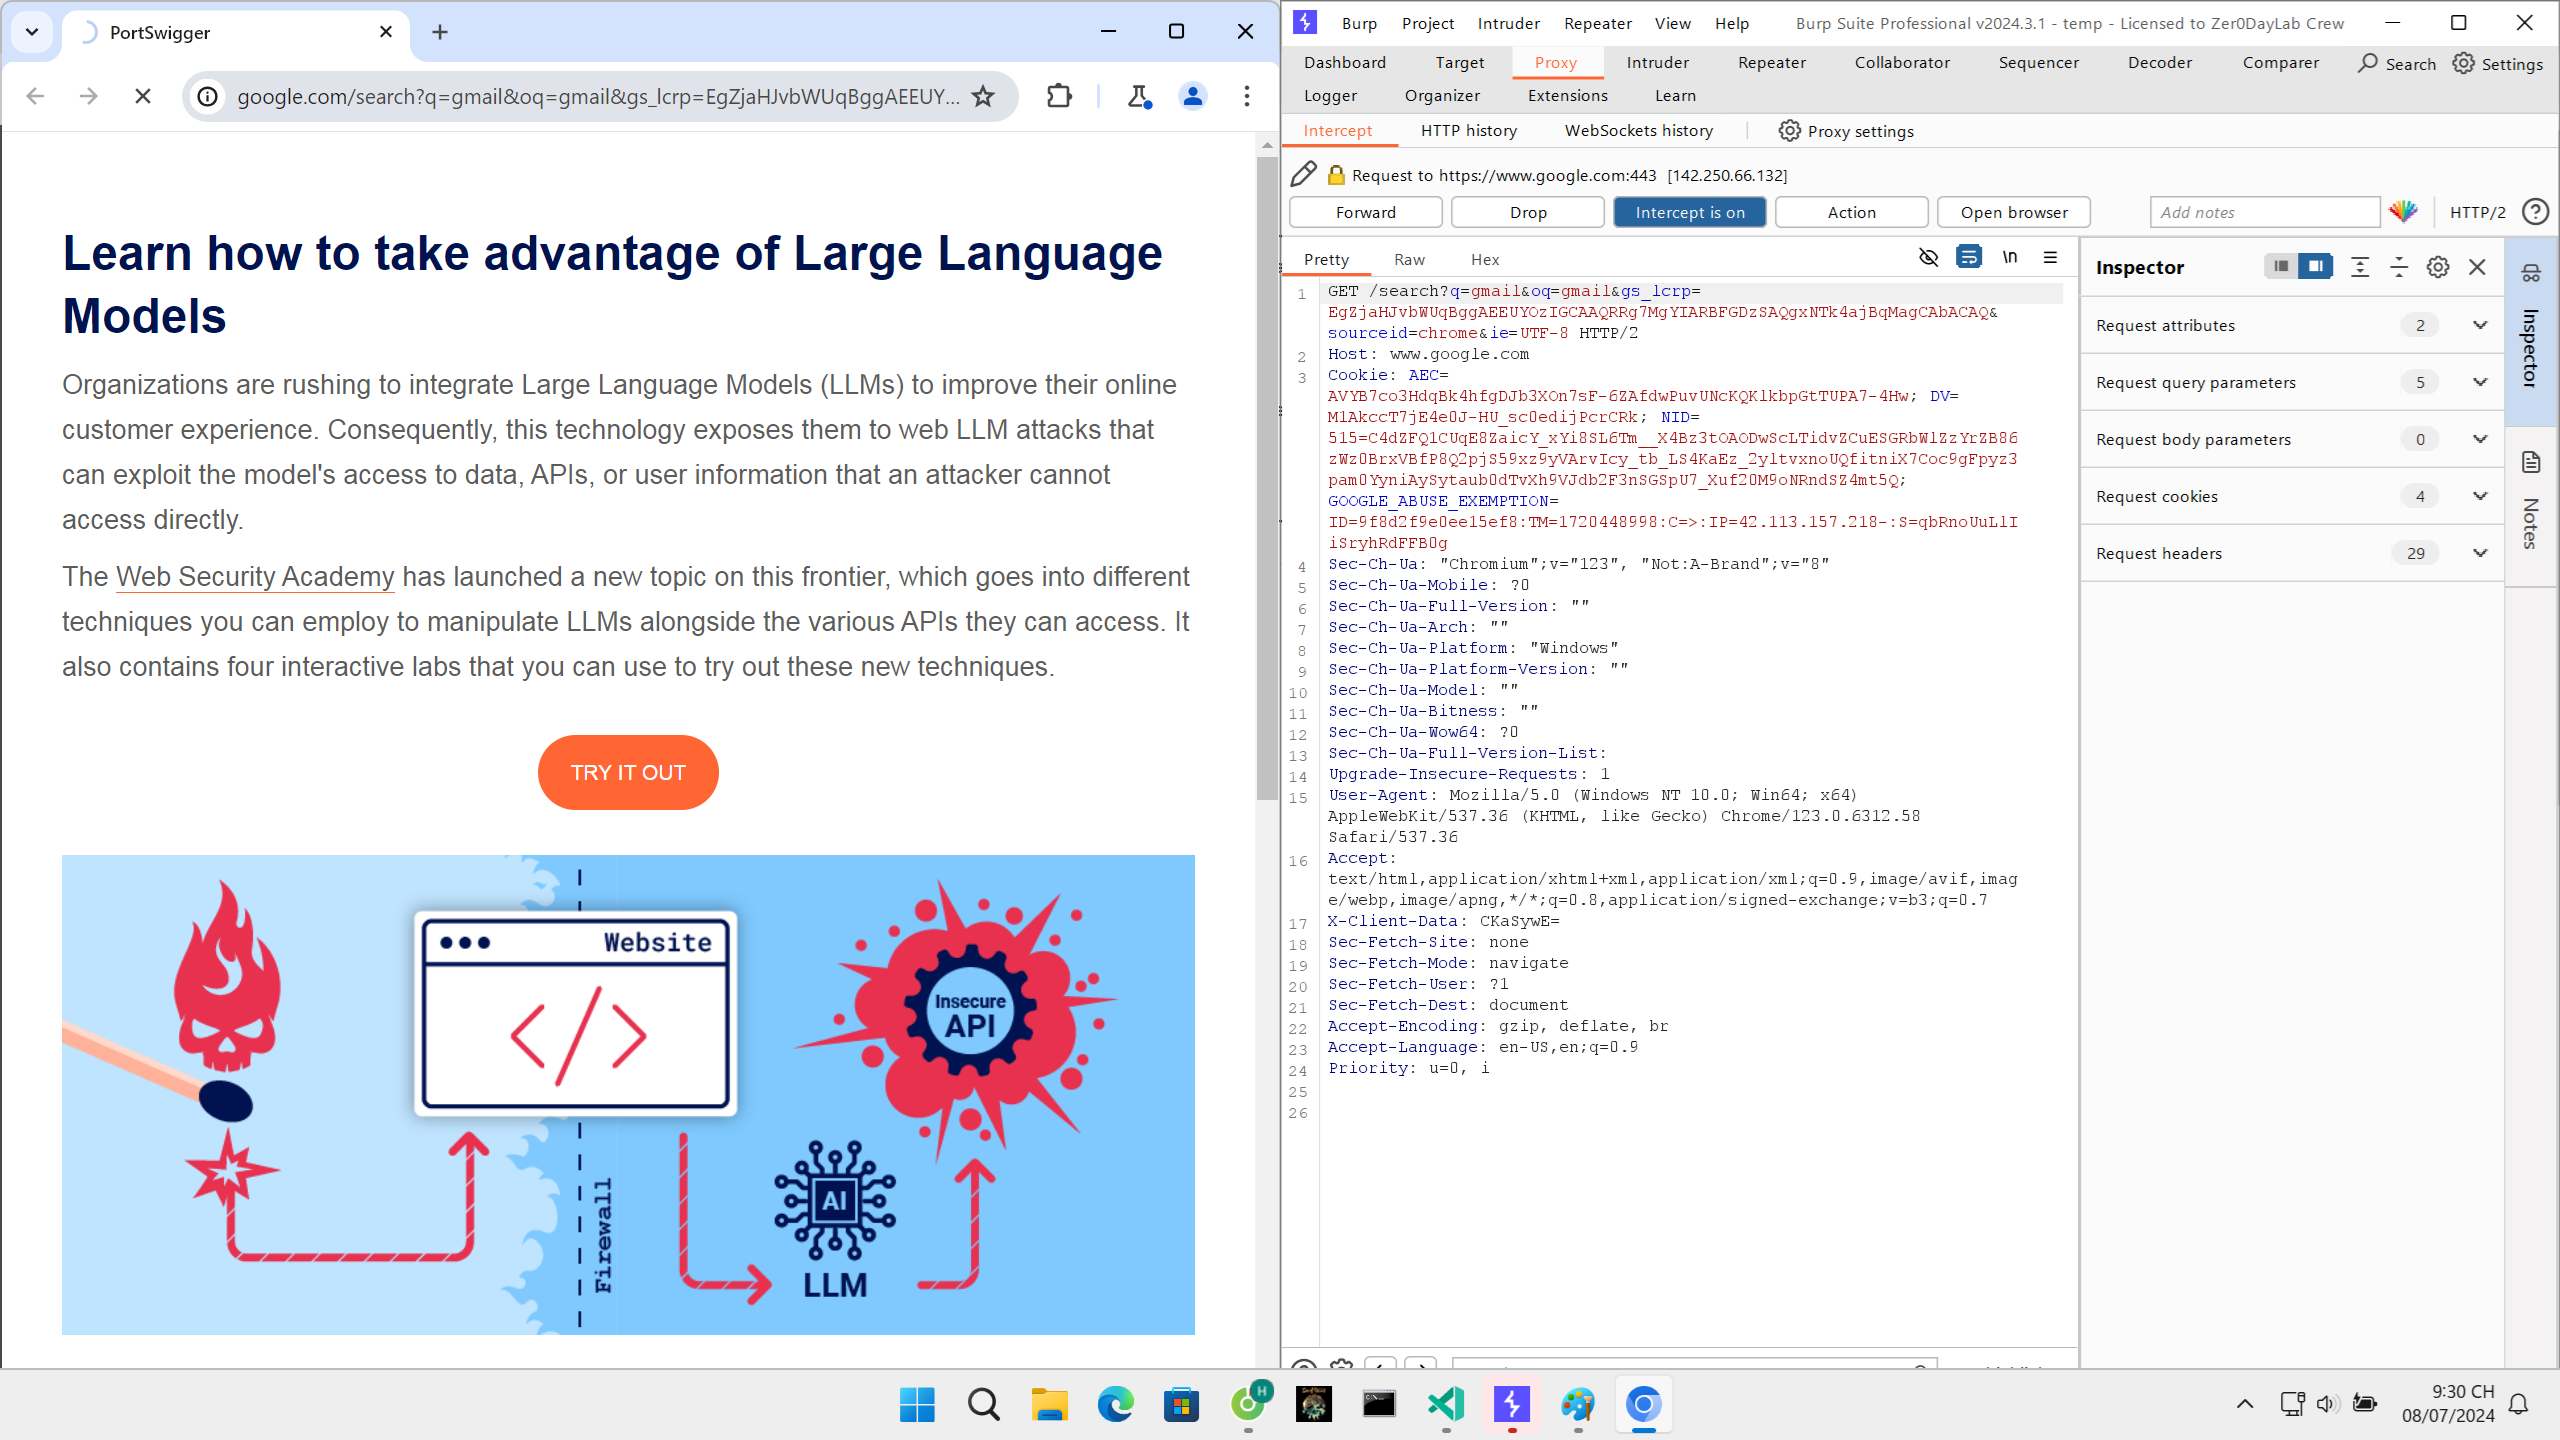 PortSwigger
google.com/search?q=gmail&oq=gmail&gs_lcrp=EgZjaHJvbWUqBggAEEUY...
Learn how to take advantage of Large Language
Models
Organizations are rushing to integrate Large Language Models (LLMs) to improve their online
customer experience. Consequently, this technology exposes them to web LLM attacks that
can exploit the model's access to data, APIs, or user information that an attacker cannot
access directly.
The Web Security Academy has launched a new topic on this frontier, which goes into different
techniques you can employ to manipulate LLMs alongside the various APIs they can access. It
also contains four interactive labs that you can use to try out these new techniques.
TRY IT OUT
Website
</>
Insecure
API
AI
LLM
Firewall
Burp Project Intruder Repeater View Help Burp Suite Professional v2024.3.1 - temp - Licensed to Zer0DayLab Crew
Dashboard Target Proxy Intruder Repeater Collaborator Sequencer Decoder Comparer Search Settings
Logger Organizer Extensions Learn
Intercept HTTP history WebSockets history Proxy settings
Request to https://www.google.com:443 [142.250.66.132]
Forward Drop Intercept is on Action Open browser Add notes HTTP/2
Pretty Raw Hex \n
1 GET /search?q=gmail&oq=gmail&gs_lcrp=
EgZjaHJvbWUqBggAEEUYOzIGCAAQRRg7MgYIARBFGDzSAQgxNTk4ajBqMagCAbACAQ&
sourceid=chrome&ie=UTF-8 HTTP/2
2 Host: www.google.com
3 Cookie: AEC=
AVYB7co3HdqBk4hfgDJb3XOn7sF-6ZAfdwPuvUNcKQKlkbpGtTUPA7-4Hw; DV=
M1AkccT7jE4e0J-HU_sc0edijPcrCRk; NID=
515=C4dZFQ1CUqE8ZaicY_xYi8SL6Tm__X4Bz3tOAODwScLTidvZCuESGRbWlZzYrZB86
zWz0BrxVBfP8Q2pjS59xz9yVArvIcy_tb_LS4KaEz_2yltvxnoUQfitniX7Coc9gFpyz3
pam0YyniAySytaub0dTvXh9VJdb2F3nSGSpU7_Xuf20M9oNRndSZ4mt5Q;
GOOGLE_ABUSE_EXEMPTION=
ID=9f8d2f9e0ee15ef8:TM=1720448998:C=>:IP=42.113.157.218-:S=qbRnoUuLlI
iSryhRdFFB0g
4 Sec-Ch-Ua: "Chromium";v="123", "Not:A-Brand";v="8"
5 Sec-Ch-Ua-Mobile: ?0
6 Sec-Ch-Ua-Full-Version: ""
7 Sec-Ch-Ua-Arch: ""
8 Sec-Ch-Ua-Platform: "Windows"
9 Sec-Ch-Ua-Platform-Version: ""
10 Sec-Ch-Ua-Model: ""
11 Sec-Ch-Ua-Bitness: ""
12 Sec-Ch-Ua-Wow64: ?0
13 Sec-Ch-Ua-Full-Version-List:
14 Upgrade-Insecure-Requests: 1
15 User-Agent: Mozilla/5.0 (Windows NT 10.0; Win64; x64)
AppleWebKit/537.36 (KHTML, like Gecko) Chrome/123.0.6312.58
Safari/537.36
16 Accept:
text/html,application/xhtml+xml,application/xml;q=0.9,image/avif,imag
e/webp,image/apng,*/*;q=0.8,application/signed-exchange;v=b3;q=0.7
17 X-Client-Data: CKaSywE=
18 Sec-Fetch-Site: none
19 Sec-Fetch-Mode: navigate
20 Sec-Fetch-User: ?1
21 Sec-Fetch-Dest: document
22 Accept-Encoding: gzip, deflate, br
23 Accept-Language: en-US,en;q=0.9
24 Priority: u=0, i
25
26
Inspector
Request attributes 2
Request query parameters 5
Request body parameters 0
Request cookies 4
Request headers 29
Inspector
Notes
H
9:30 CH
08/07/2024